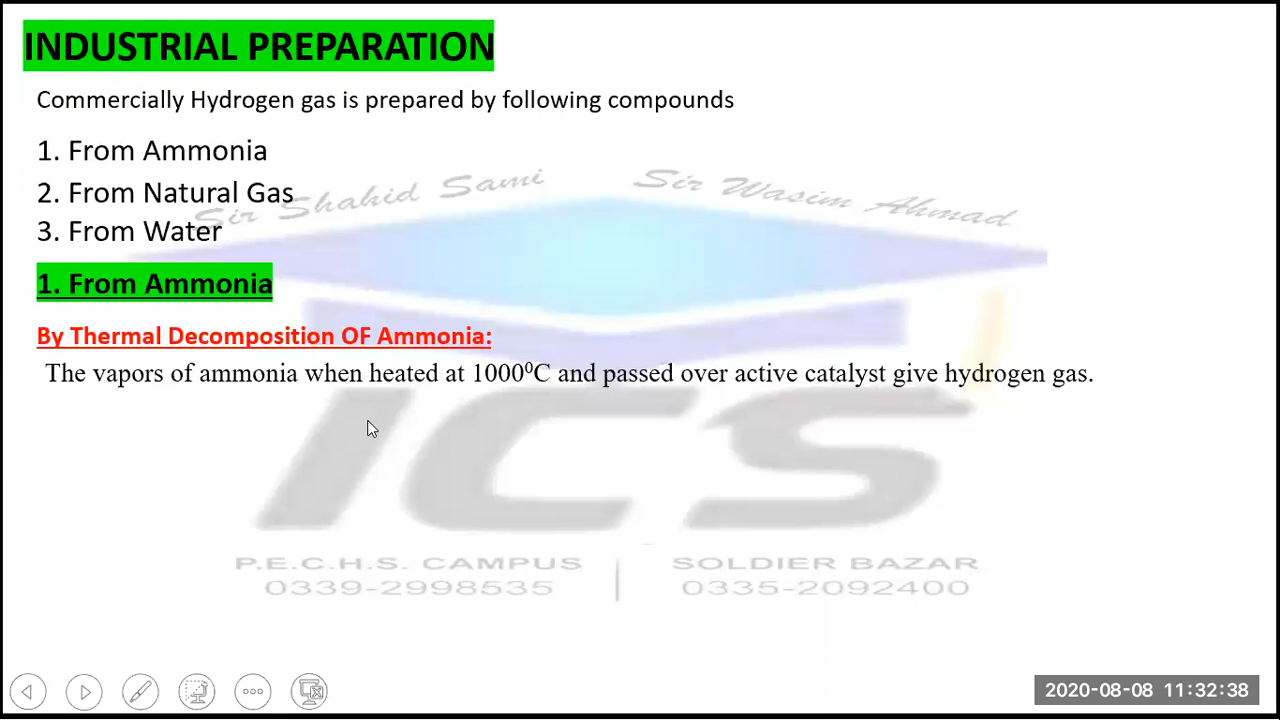 INDUSTRIAL PREPARATION
Commercially Hydrogen gas is prepared by following compounds
1. From Ammonia
2. From Natural Gas
3. From Water
Sir Shahid Sami
Sir Wasim Ahmad
1. From Ammonia
By Thermal Decomposition OF Ammonia:
The vapors of ammonia when heated at 1000⁰C and passed over active catalyst give hydrogen gas.
ICS
P.E.C.H.S. CAMPUS
0339-2998535
SOLDIER BAZAR
0335-2092400
2020-08-08 11:32:38